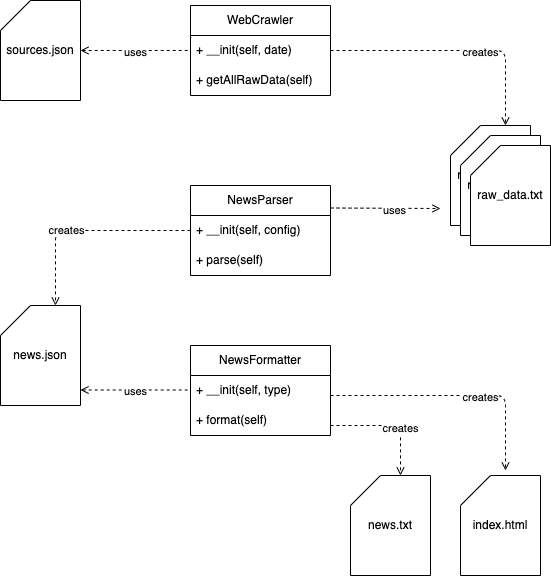 WebCrawler
sources.json
uses
+ __init(self, date)
creates
+ getAllRawData(self)
raw_data.txt
NewsParser
uses
creates
+ __init(self, config)
+ parse(self)
news.json
NewsFormatter
uses
+ __init(self, type)
creates
+ format(self)
creates
news.txt
index.html